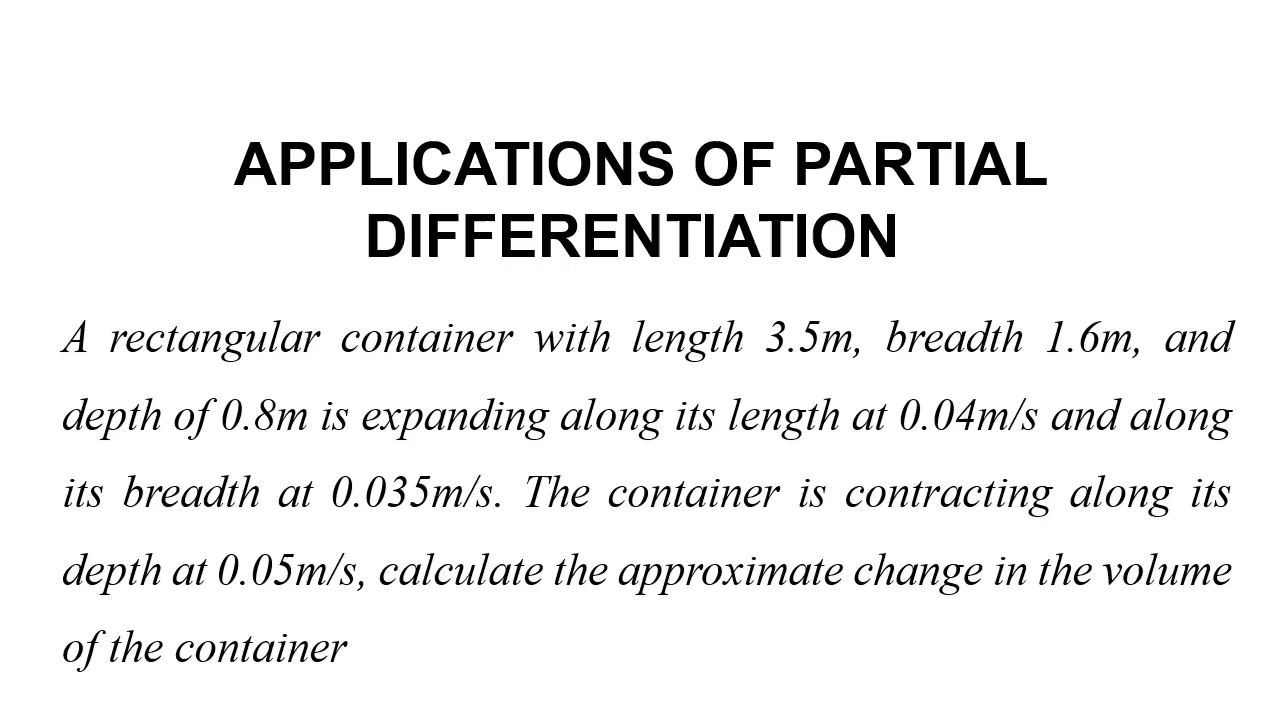 APPLICATIONS OF PARTIAL
DIFFERENTIATION
A rectangular container with length 3.5m, breadth 1.6m, and
depth of 0.8m is expanding along its length at 0.04m/s and along
its breadth at 0.035m/s. The container is contracting along its
depth at 0.05m/s, calculate the approximate change in the volume
of the container